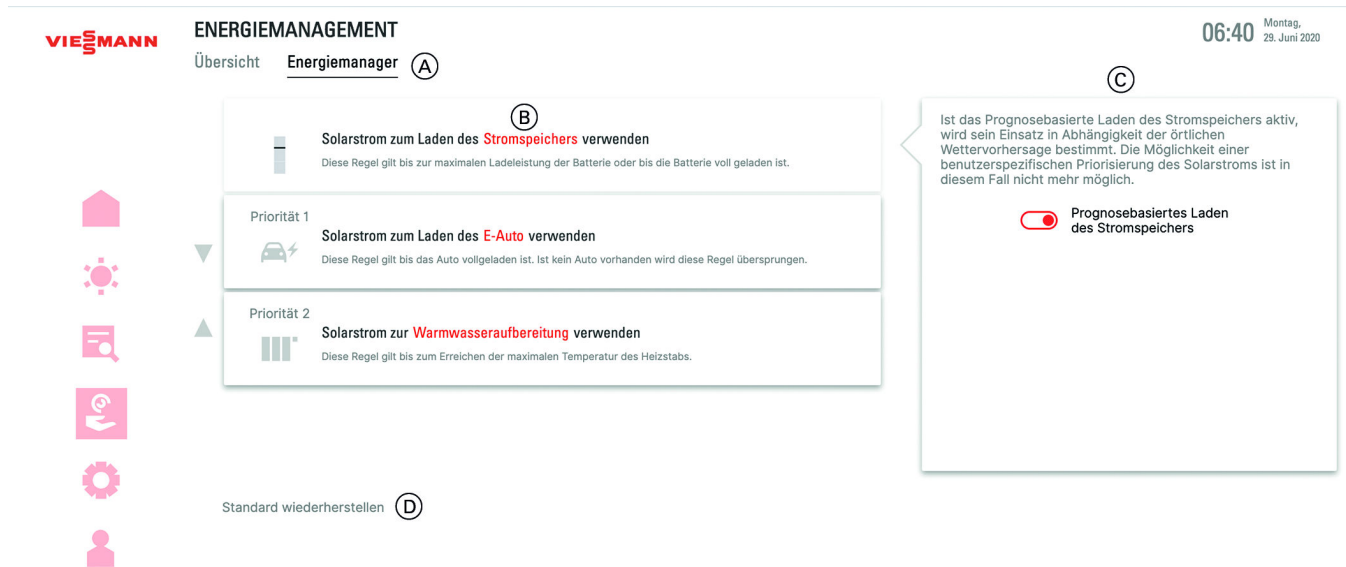 VIESMANN
ENERGIEMANAGEMENT
06:40
Montag,
29. Juni 2020
Übersicht Energiemanager A
C
B
Solarstrom zum Laden des Stromspeichers verwenden
Diese Regel gilt bis zur maximalen Ladeleistung der Batterie oder bis die Batterie voll geladen ist.
Priorität 1
Solarstrom zum Laden des E-Auto verwenden
Diese Regel gilt bis das Auto vollgeladen ist. Ist kein Auto vorhanden wird diese Regel übersprungen.
Priorität 2
Solarstrom zur Warmwasseraufbereitung verwenden
Diese Regel gilt bis zum Erreichen der maximalen Temperatur des Heizstabs.
Ist das Prognosebasierte Laden des Stromspeichers aktiv,
wird sein Einsatz in Abhängigkeit der örtlichen
Wettervorhersage bestimmt. Die Möglichkeit einer
benutzerspezifischen Priorisierung des Solarstroms ist in
diesem Fall nicht mehr möglich.
Prognosebasiertes Laden
des Stromspeichers
Standard wiederherstellen D